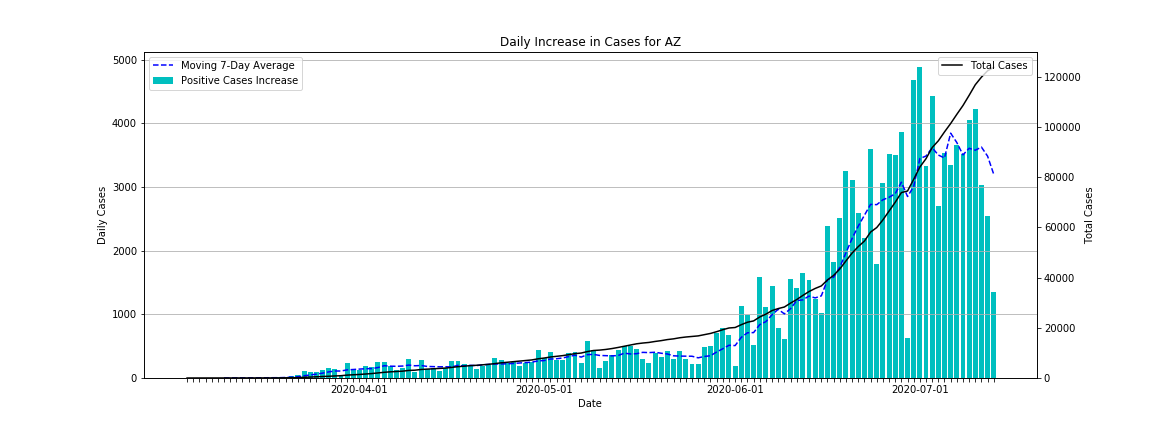 Daily Increase in Cases for AZ
Moving 7-Day Average
Positive Cases Increase
Total Cases
5000
4000
3000
2000
1000
0
Daily Cases
120000
100000
80000
60000
40000
20000
0
Total Cases
2020-04-01
2020-05-01
2020-06-01
2020-07-01
Date